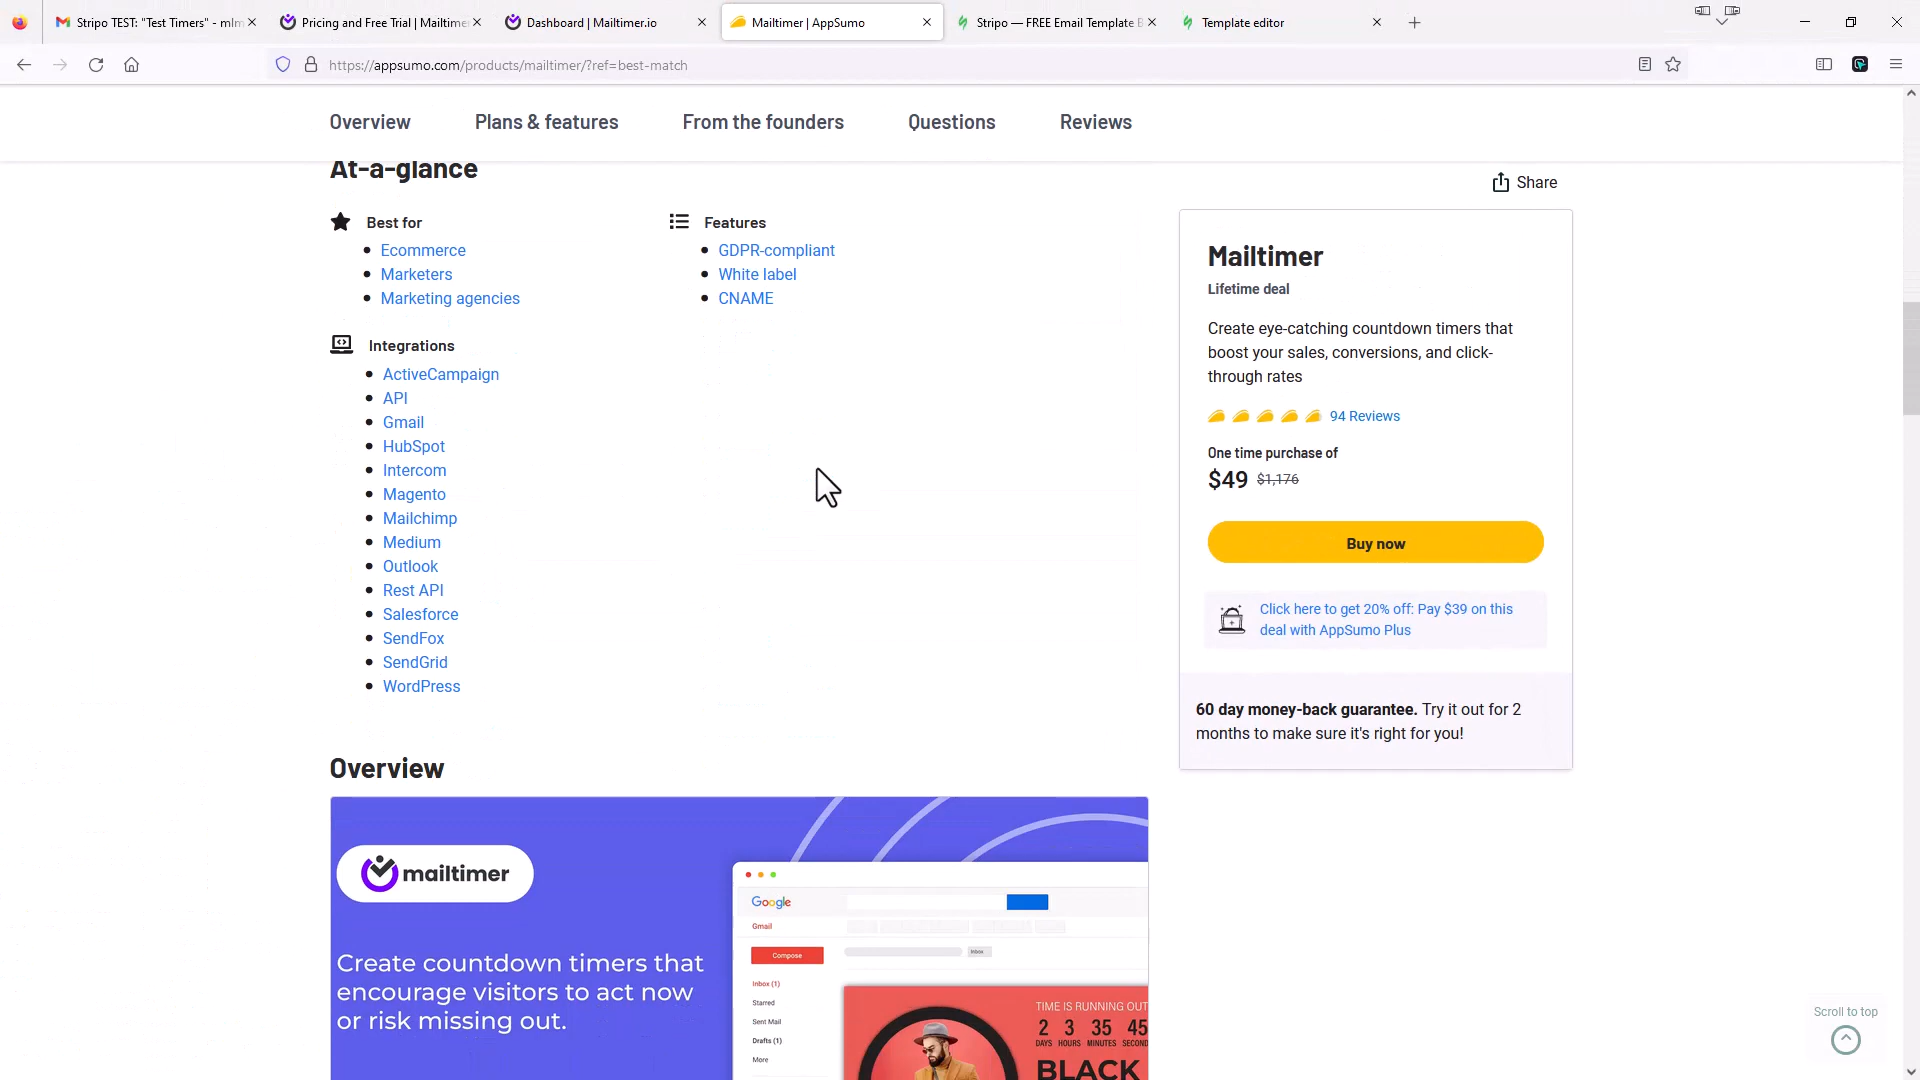 Stripo TEST: "Test Timers" - mlm
Pricing and Free Trial | Mailtime
Dashboard | Mailtimer.io
Mailtimer | AppSumo
Stripo — FREE Email Template B
Template editor
https://appsumo.com/products/mailtimer/?ref=best-match
Overview
Plans & features
From the founders
Questions
Reviews
At-a-glance
Share
Best for
Ecommerce
Marketers
Marketing agencies
Features
GDPR-compliant
White label
CNAME
Integrations
ActiveCampaign
API
Gmail
HubSpot
Intercom
Magento
Mailchimp
Medium
Outlook
Rest API
Salesforce
SendFox
SendGrid
WordPress
Mailtimer
Lifetime deal
Create eye-catching countdown timers that
boost your sales, conversions, and click-
through rates
94 Reviews
One time purchase of
$49 $1,176
Buy now
Click here to get 20% off: Pay $39 on this
deal with AppSumo Plus
60 day money-back guarantee. Try it out for 2
months to make sure it's right for you!
Overview
mailtimer
Create countdown timers that
encourage visitors to act now
or risk missing out.
Google
Gmail
Compose
Inbox
Inbox (1)
Starred
Sent Mail
Drafts (1)
More
TIME IS RUNNING OUT
2 3 35 45
DAYS HOURS MINUTES SECOND
BLACK
Scroll to top